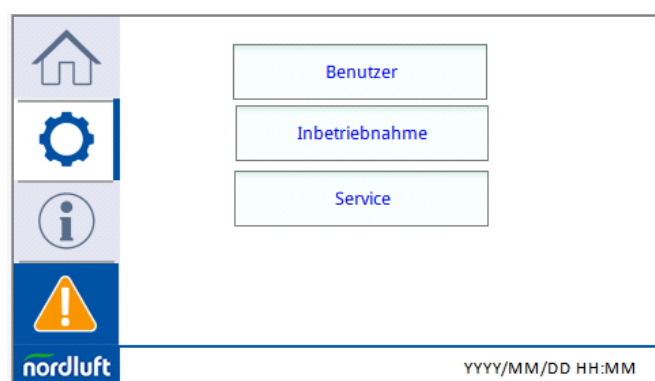 Benutzer
Inbetriebnahme
Service
nordluft
YYYY/MM/DD HH:MM